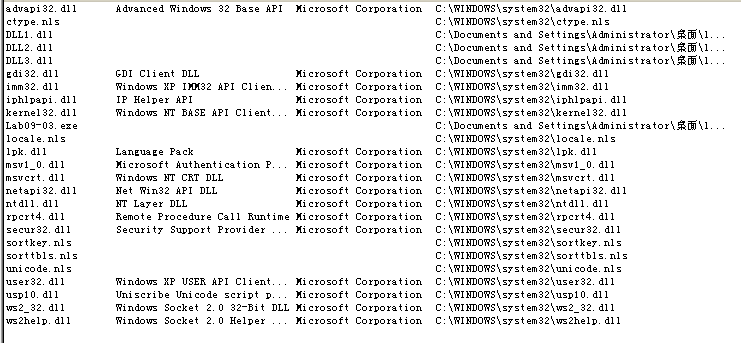 advapi32.dll Advanced Windows 32 Base API Microsoft Corporation C:\WINDOWS\system32\advapi32.dll
ctype.nls C:\WINDOWS\system32\ctype.nls
DLL1.dll C:\Documents and Settings\Administrator\桌面\l...
DLL2.dll C:\Documents and Settings\Administrator\桌面\l...
DLL3.dll C:\Documents and Settings\Administrator\桌面\l...
gdi32.dll GDI Client DLL Microsoft Corporation C:\WINDOWS\system32\gdi32.dll
imm32.dll Windows XP IMM32 API Clien... Microsoft Corporation C:\WINDOWS\system32\imm32.dll
iphlpapi.dll IP Helper API Microsoft Corporation C:\WINDOWS\system32\iphlpapi.dll
kernel32.dll Windows NT BASE API Client... Microsoft Corporation C:\WINDOWS\system32\kernel32.dll
Lab09-03.exe C:\Documents and Settings\Administrator\桌面\l...
locale.nls C:\WINDOWS\system32\locale.nls
lpk.dll Language Pack Microsoft Corporation C:\WINDOWS\system32\lpk.dll
msv1_0.dll Microsoft Authentication P... Microsoft Corporation C:\WINDOWS\system32\msv1_0.dll
msvcrt.dll Windows NT CRT DLL Microsoft Corporation C:\WINDOWS\system32\msvcrt.dll
netapi32.dll Net Win32 API DLL Microsoft Corporation C:\WINDOWS\system32\netapi32.dll
ntdll.dll NT Layer DLL Microsoft Corporation C:\WINDOWS\system32\ntdll.dll
rpcrt4.dll Remote Procedure Call Runtime Microsoft Corporation C:\WINDOWS\system32\rpcrt4.dll
secur32.dll Security Support Provider ... Microsoft Corporation C:\WINDOWS\system32\secur32.dll
sortkey.nls C:\WINDOWS\system32\sortkey.nls
sorttbls.nls C:\WINDOWS\system32\sorttbls.nls
unicode.nls C:\WINDOWS\system32\unicode.nls
user32.dll Windows XP USER API Client... Microsoft Corporation C:\WINDOWS\system32\user32.dll
usp10.dll Uniscribe Unicode script p... Microsoft Corporation C:\WINDOWS\system32\usp10.dll
ws2_32.dll Windows Socket 2.0 32-Bit DLL Microsoft Corporation C:\WINDOWS\system32\ws2_32.dll
ws2help.dll Windows Socket 2.0 Helper ... Microsoft Corporation C:\WINDOWS\system32\ws2help.dll